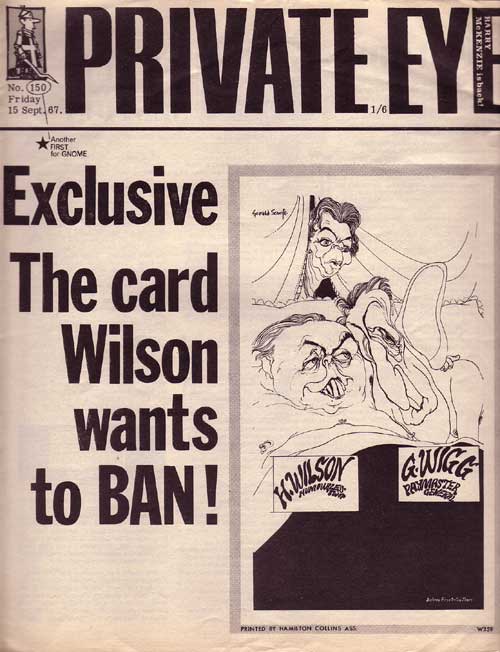 PRIVATE EYE
BARRY
McKENZIE is back!
No. 150
Friday
15 Sept. 67.
1/6
Another
FIRST
for GNOME
Exclusive
The card
Wilson
wants
to BAN!
Gerald Scarfe
H. WILSON
G. WIGG
PAYMASTER
GENERAL
PRINTED BY HAMILTON COLLINS ASS.
W259